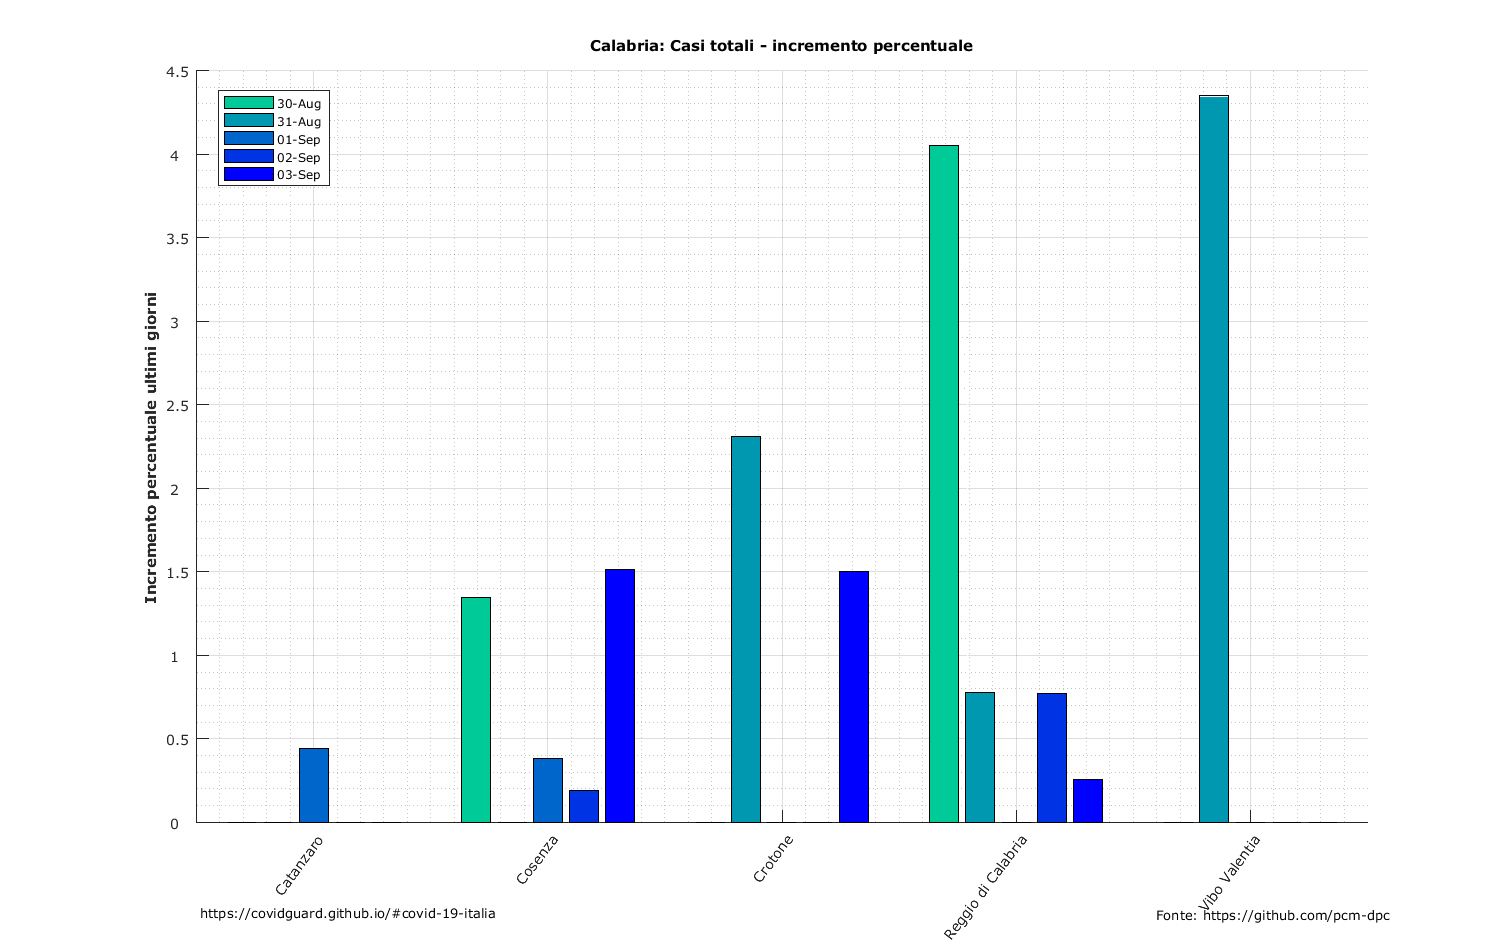 Calabria: Casi totali - incremento percentuale
4.5
4
3.5
3
2.5
2
1.5
1
0.5
0
Incremento percentuale ultimi giorni
30-Aug
31-Aug
01-Sep
02-Sep
03-Sep
Catanzaro
Cosenza
Crotone
Reggio di Calabria
Vibo Valentia
https://covidguard.github.io/#covid-19-italia
Fonte: https://github.com/pcm-dpc